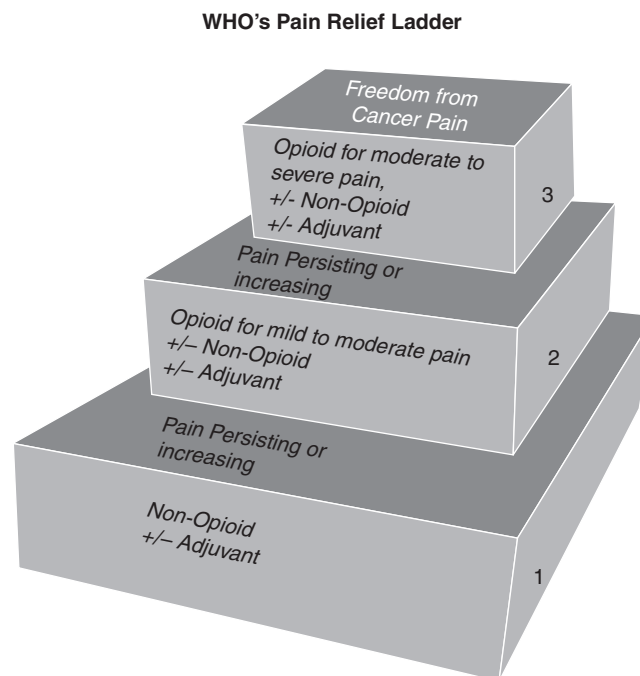 WHO's Pain Relief Ladder
Freedom from
Cancer Pain
Opioid for moderate to
severe pain,
+/- Non-Opioid
+/- Adjuvant
3
Pain Persisting or
increasing
Opioid for mild to moderate pain
+/– Non-Opioid
+/– Adjuvant
2
Pain Persisting or
increasing
Non-Opioid
+/– Adjuvant
1